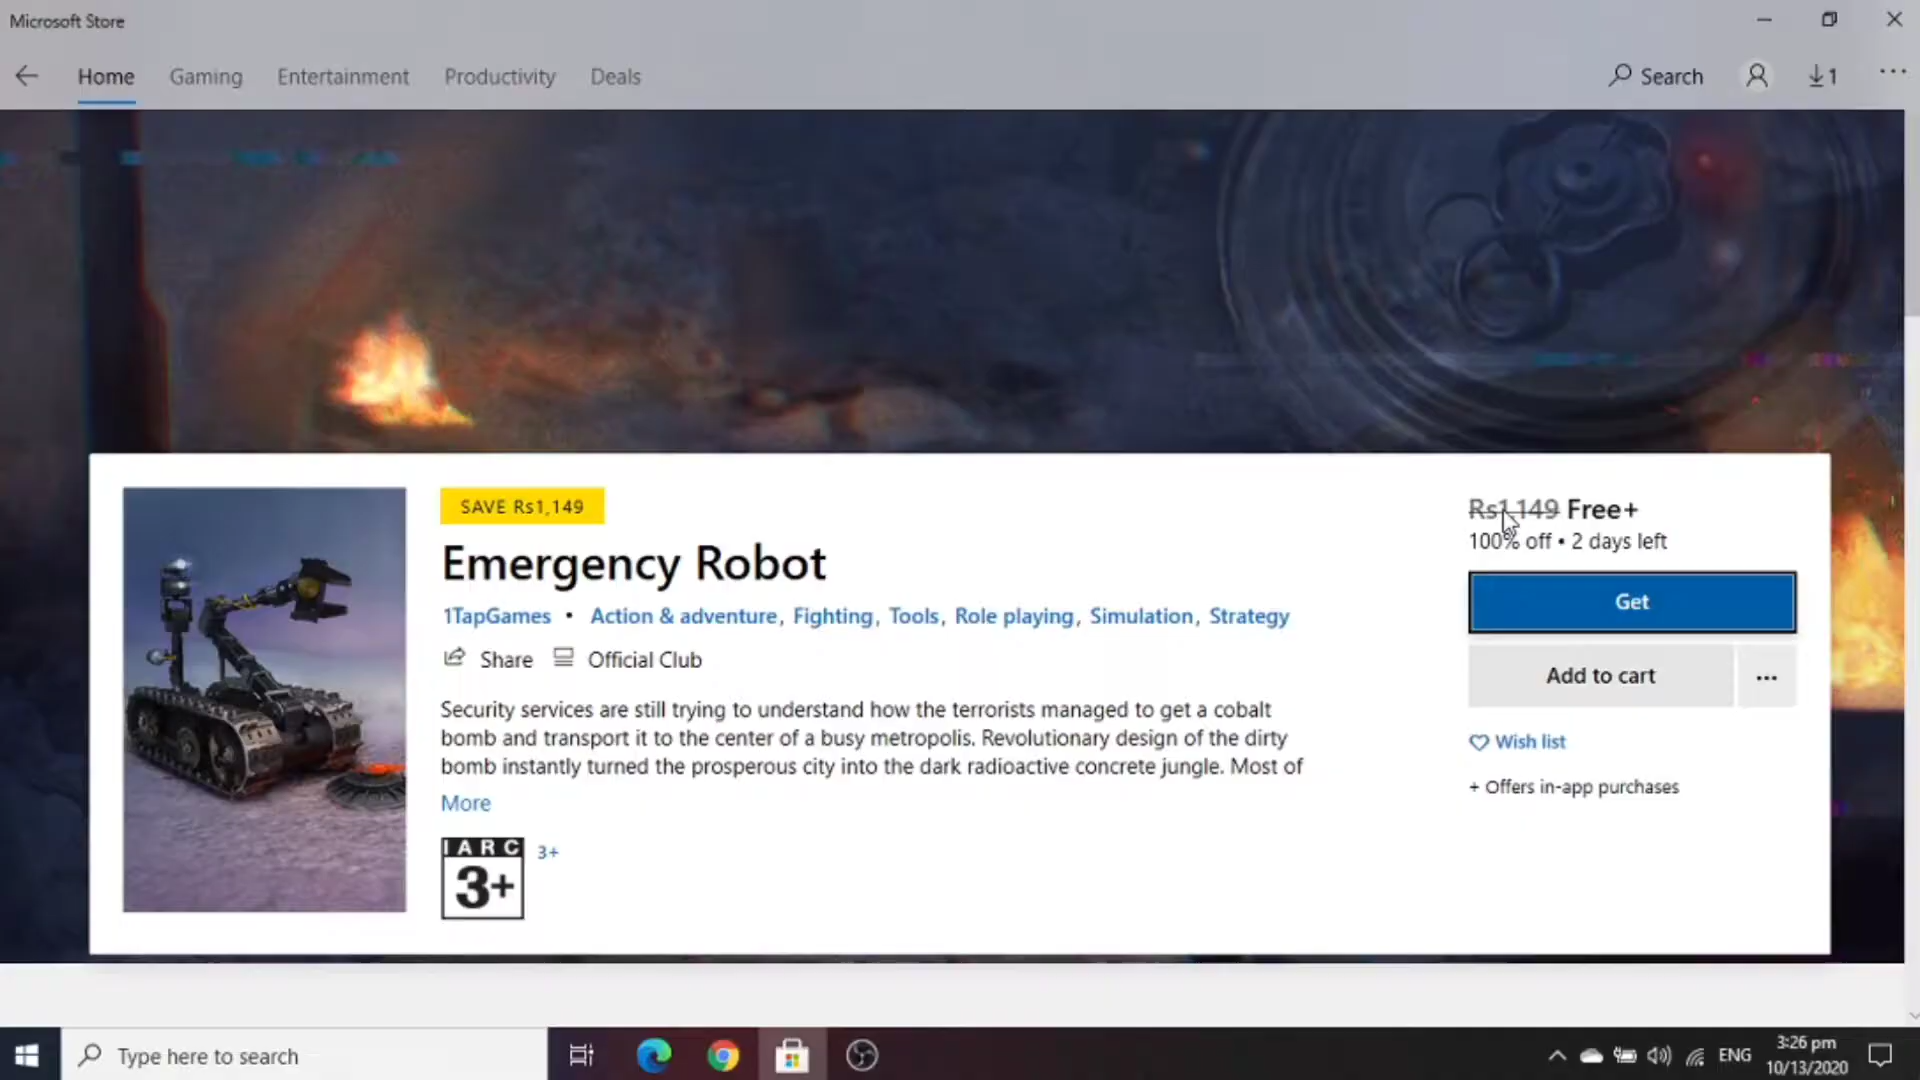 Microsoft Store
Home Gaming Entertainment Productivity Deals Search 1
SAVE Rs1,149
Emergency Robot
1TapGames • Action & adventure, Fighting, Tools, Role playing, Simulation, Strategy
Share Official Club
Security services are still trying to understand how the terrorists managed to get a cobalt
bomb and transport it to the center of a busy metropolis. Revolutionary design of the dirty
bomb instantly turned the prosperous city into the dark radioactive concrete jungle. Most of
More
IARC
3+
3+
Rs1,149 Free+
100% off • 2 days left
Get
Add to cart
Wish list
+ Offers in-app purchases
Type here to search
ENG
3:26 pm
10/13/2020